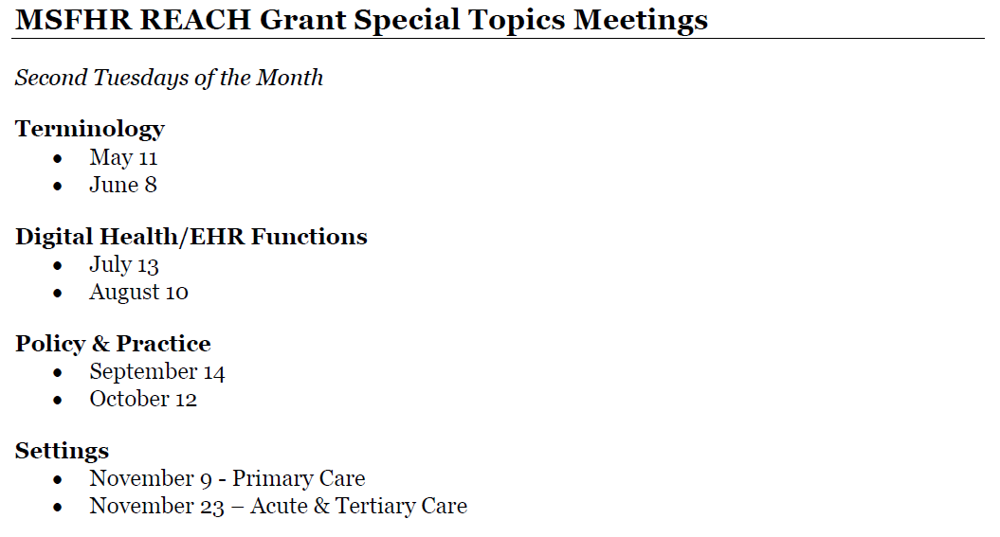 MSFHR REACH Grant Special Topics Meetings
Second Tuesdays of the Month
Terminology
• May 11
• June 8
Digital Health/EHR Functions
• July 13
• August 10
Policy & Practice
• September 14
• October 12
Settings
• November 9 - Primary Care
• November 23 – Acute & Tertiary Care